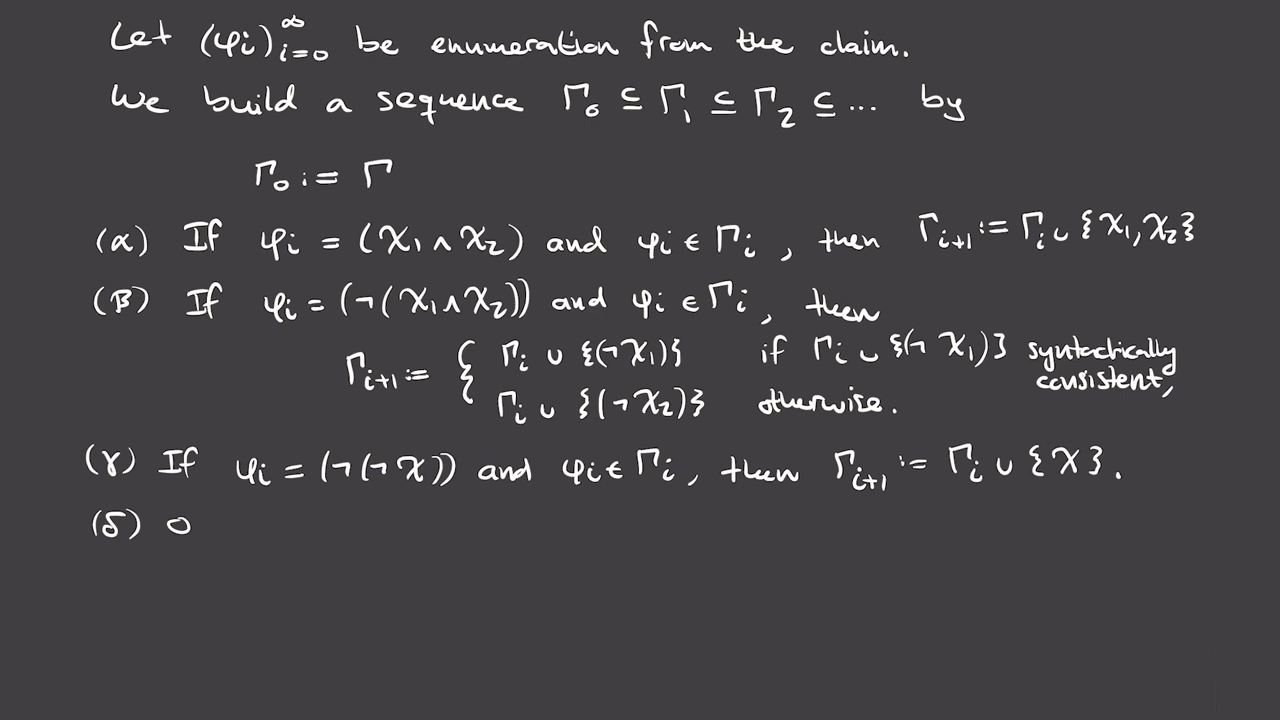 Let (φi)∞i=0 be enumeration from the claim.
We build a sequence Γ0 ⊆ Γ1 ⊆ Γ2 ⊆ ... by
Γ0 := Γ
(α) If φi = (χ1 ∧ χ2) and φi ∈ Γi, then Γi+1 := Γi ∪ {χ1, χ2}
(β) If φi = (¬(χ1 ∧ χ2)) and φi ∈ Γi, then
Γi+1 := { Γi ∪ {(¬χ1)} if Γi ∪ {(¬χ1)} syntactically consistent,
Γi ∪ {(¬χ2)} otherwise.
(γ) If φi = (¬(¬χ)) and φi ∈ Γi, then Γi+1 := Γi ∪ {χ}.
(δ) o